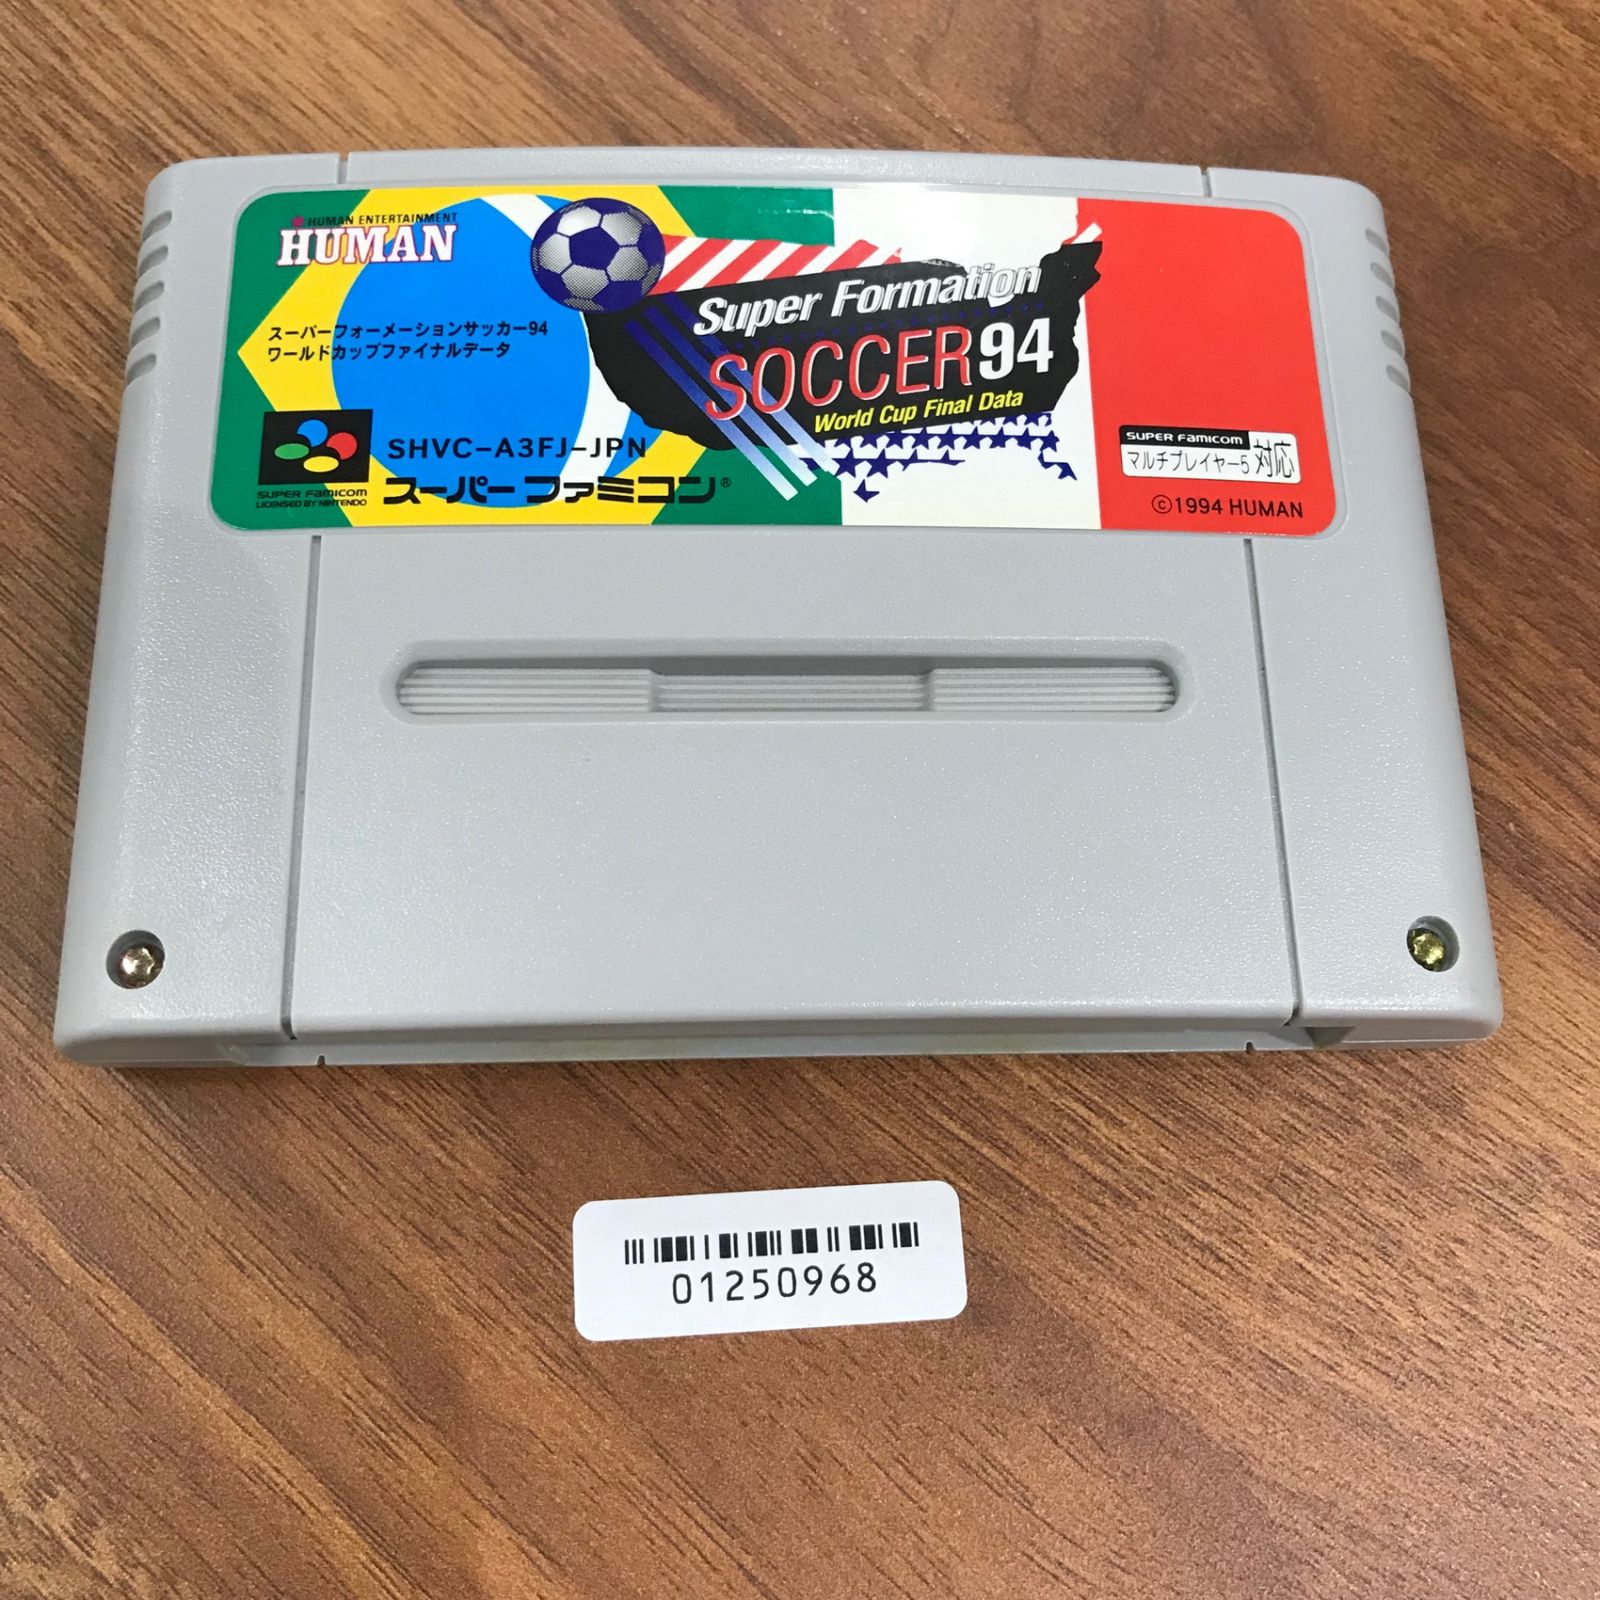 HUMAN ENTERTAINMENT
HUMAN
スーパーフォーメーションサッカー94
ワールドカップファイナルデータ
Super Formation
SOCCER94
World Cup Final Data
SHVC-A3FJ-JPN
スーパーファミコン®
SUPER FAMICOM
LICENSED BY NINTENDO
SUPER FAMICOM
マルチプレイヤー5 対応
©1994 HUMAN
01250968